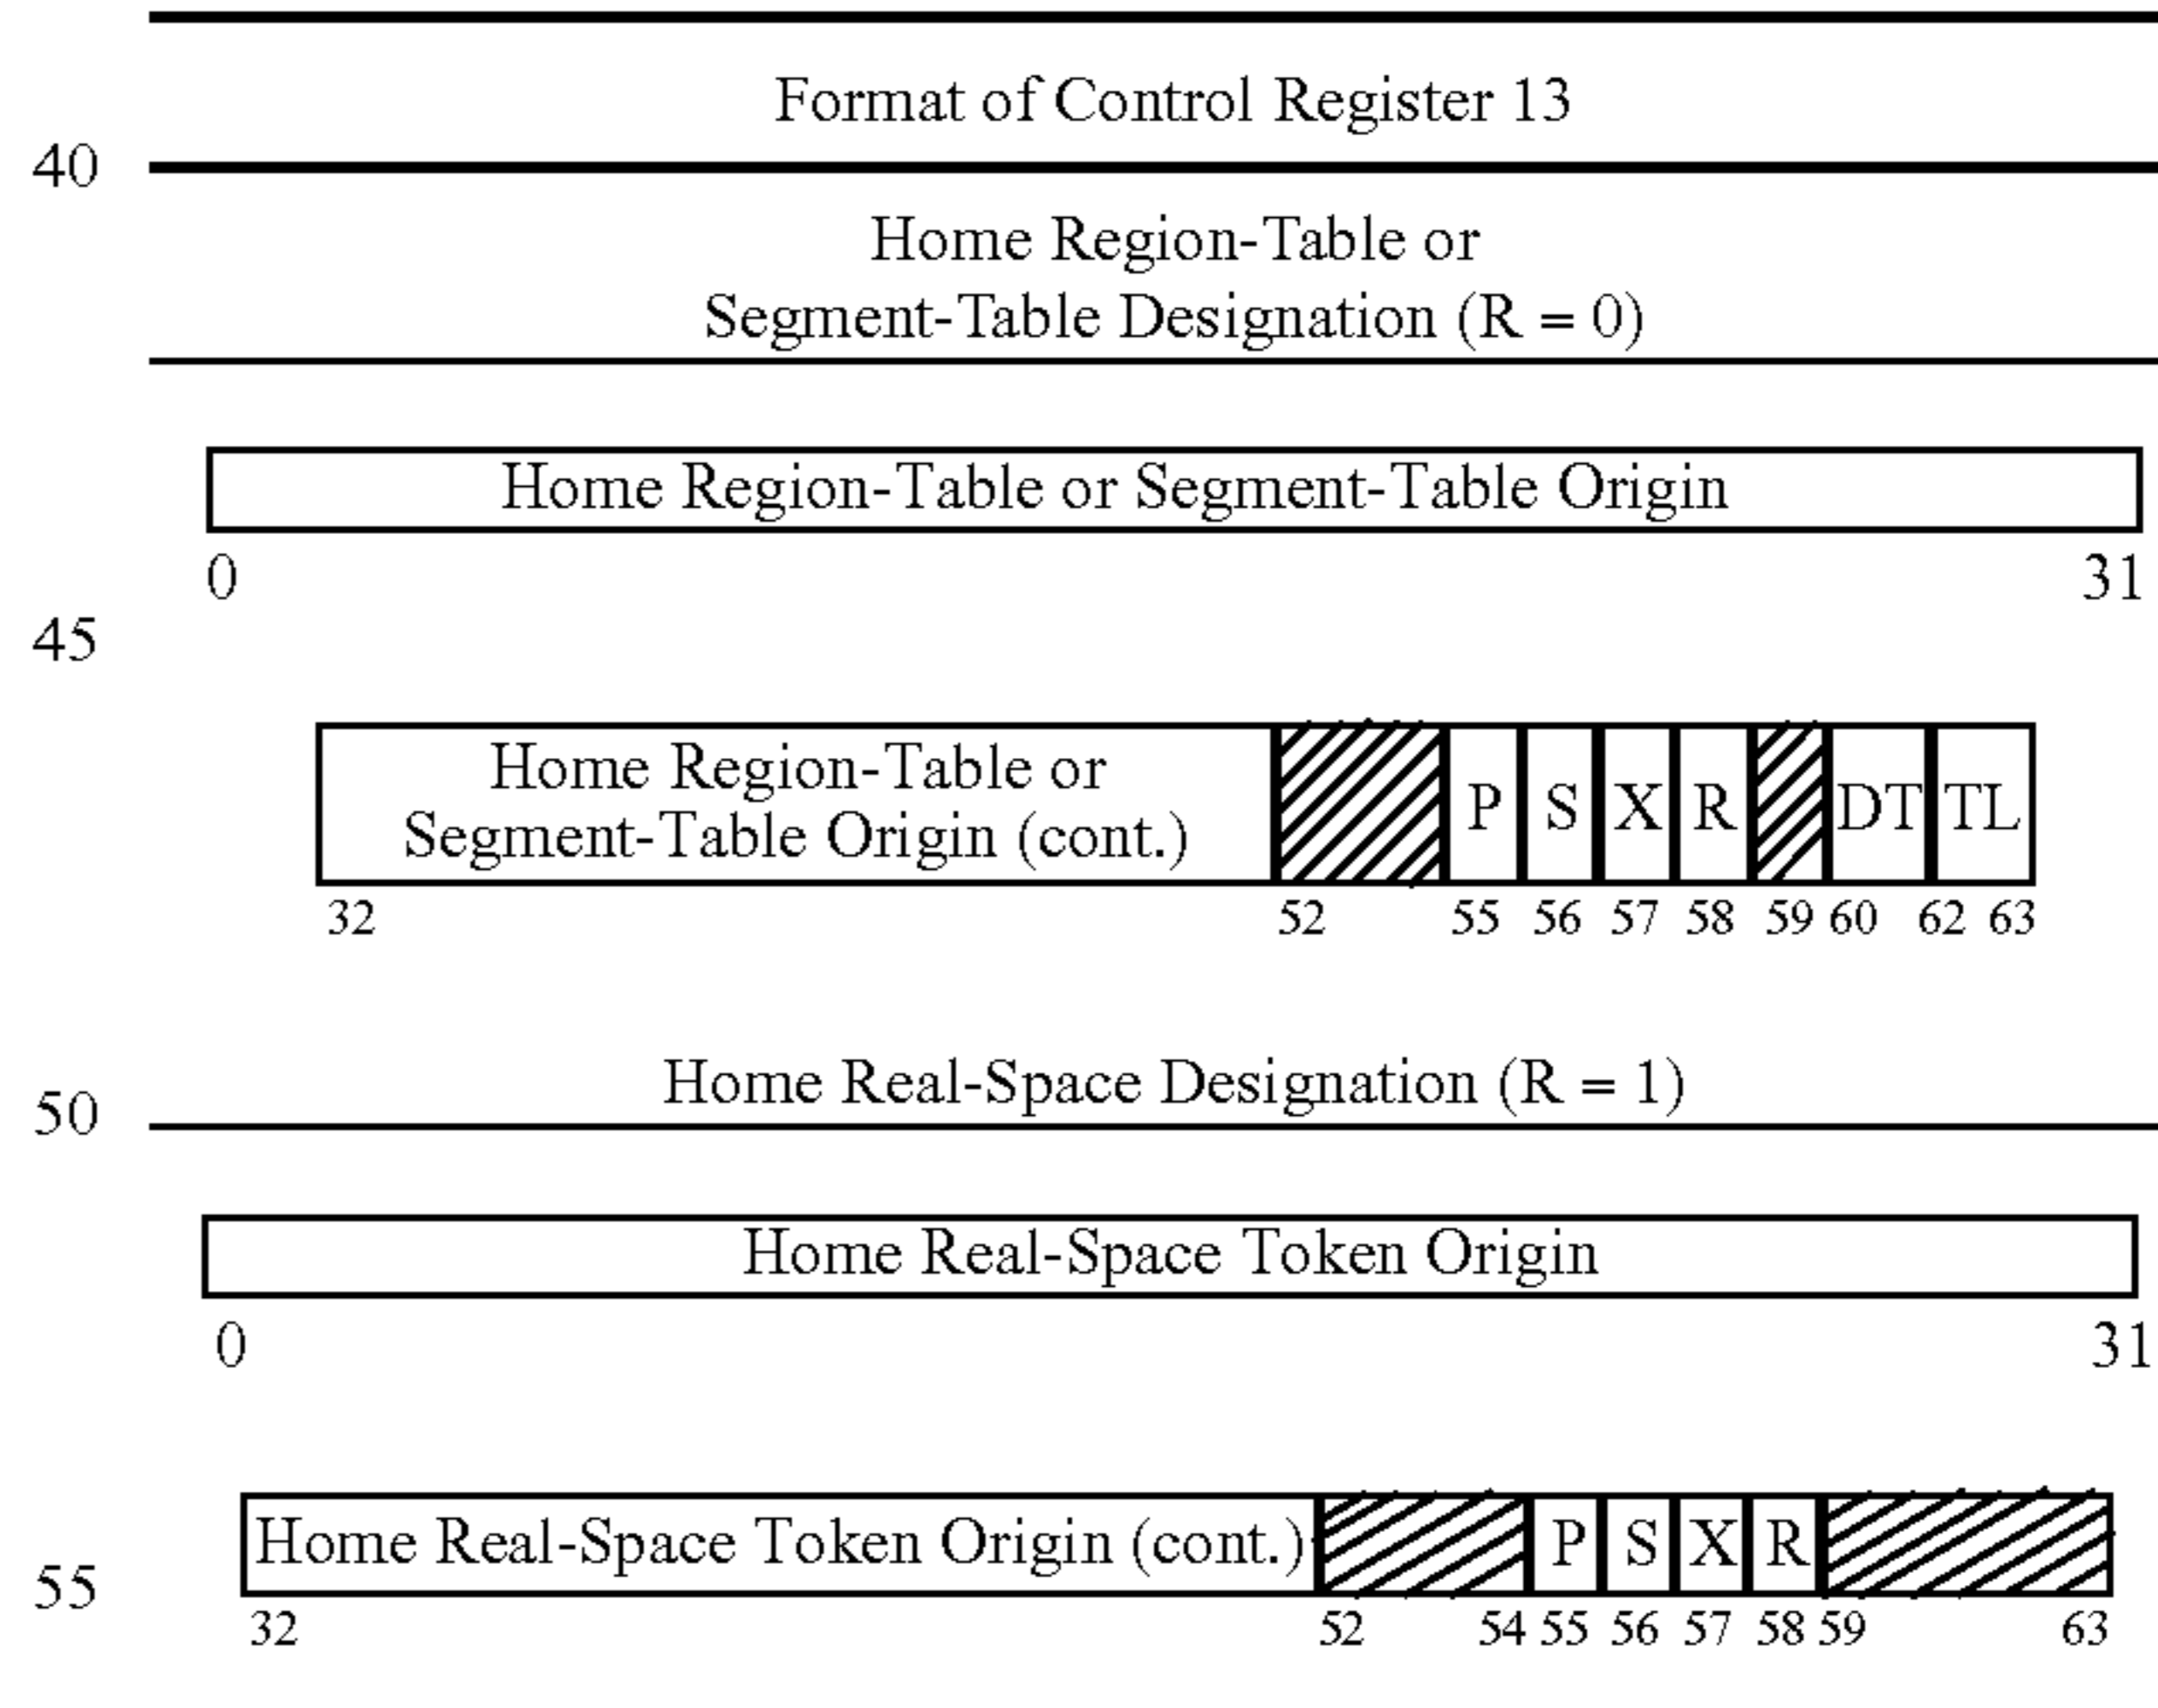 Format of Control Register 13
40
Home Region-Table or
Segment-Table Designation (R = 0)
Home Region-Table or Segment-Table Origin
0 31
45
Home Region-Table or
Segment-Table Origin (cont.) P S X R DT TL
32 52 55 56 57 58 59 60 62 63
Home Real-Space Designation (R = 1)
50
Home Real-Space Token Origin
0 31
Home Real-Space Token Origin (cont.) P S X R
55
32 52 54 55 56 57 58 59 63